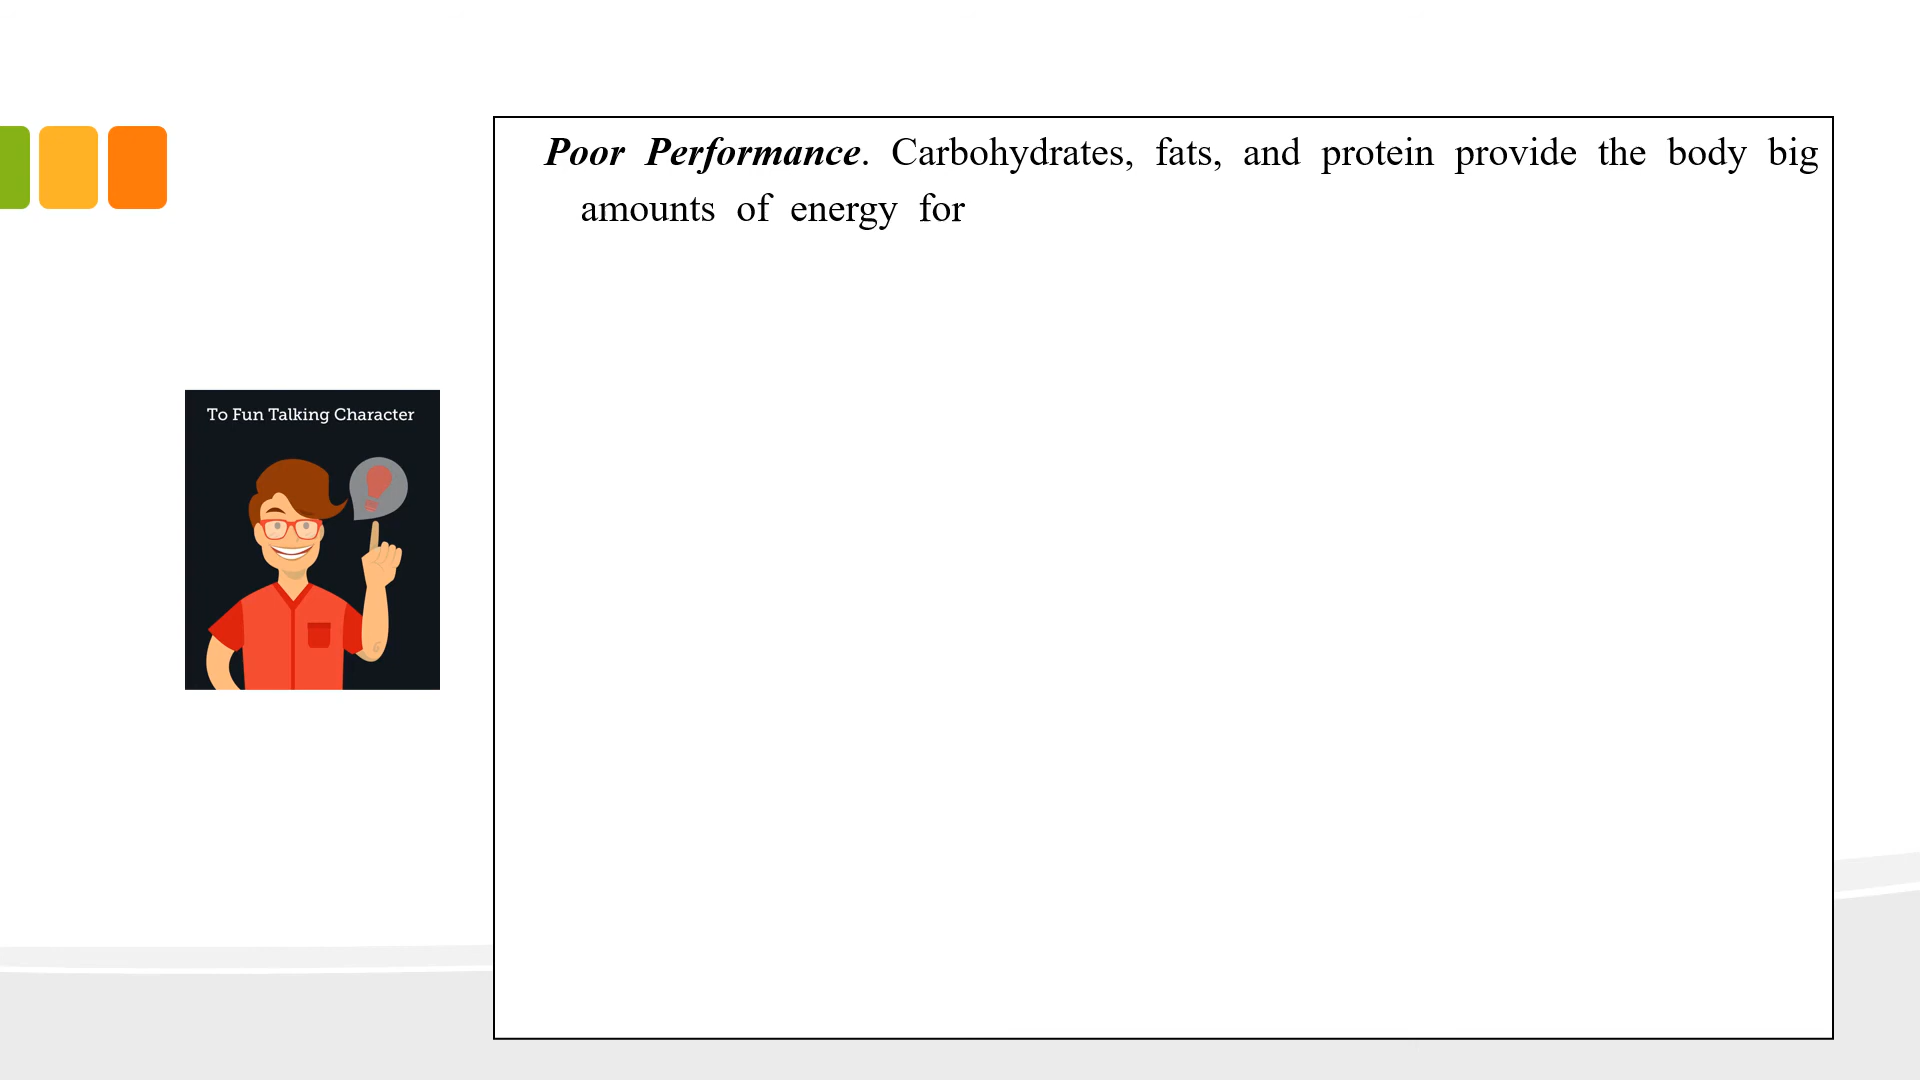 Poor Performance. Carbohydrates, fats, and protein provide the body big
amounts of energy for
To Fun Talking Character